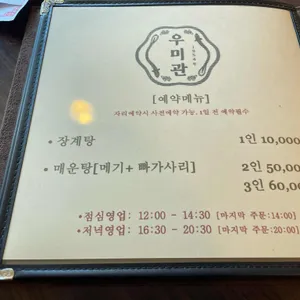 우미관
[예약메뉴]
자리예약시 사전예약 가능, 1일 전 예약필수
• 장계탕 1인 10,000
• 매운탕[메기+ 빠가사리] 2인 50,00
3인 60,00
•점심영업: 12:00 - 14:30 [마지막 주문:14:00]
•저녁영업: 16:30 - 20:30 [마지막 주문:20:00]